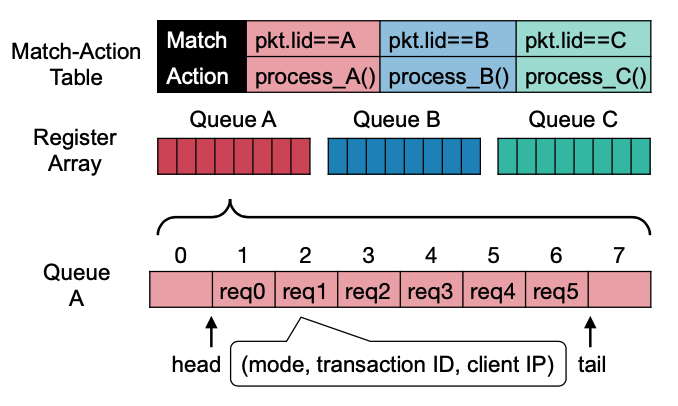 Match-Action Table
Match pkt.lid==A pkt.lid==B pkt.lid==C
Action process_A() process_B() process_C()
Queue A Queue B Queue C
Register Array
0 1 2 3 4 5 6 7
Queue A
req0 req1 req2 req3 req4 req5
head (mode, transaction ID, client IP) tail